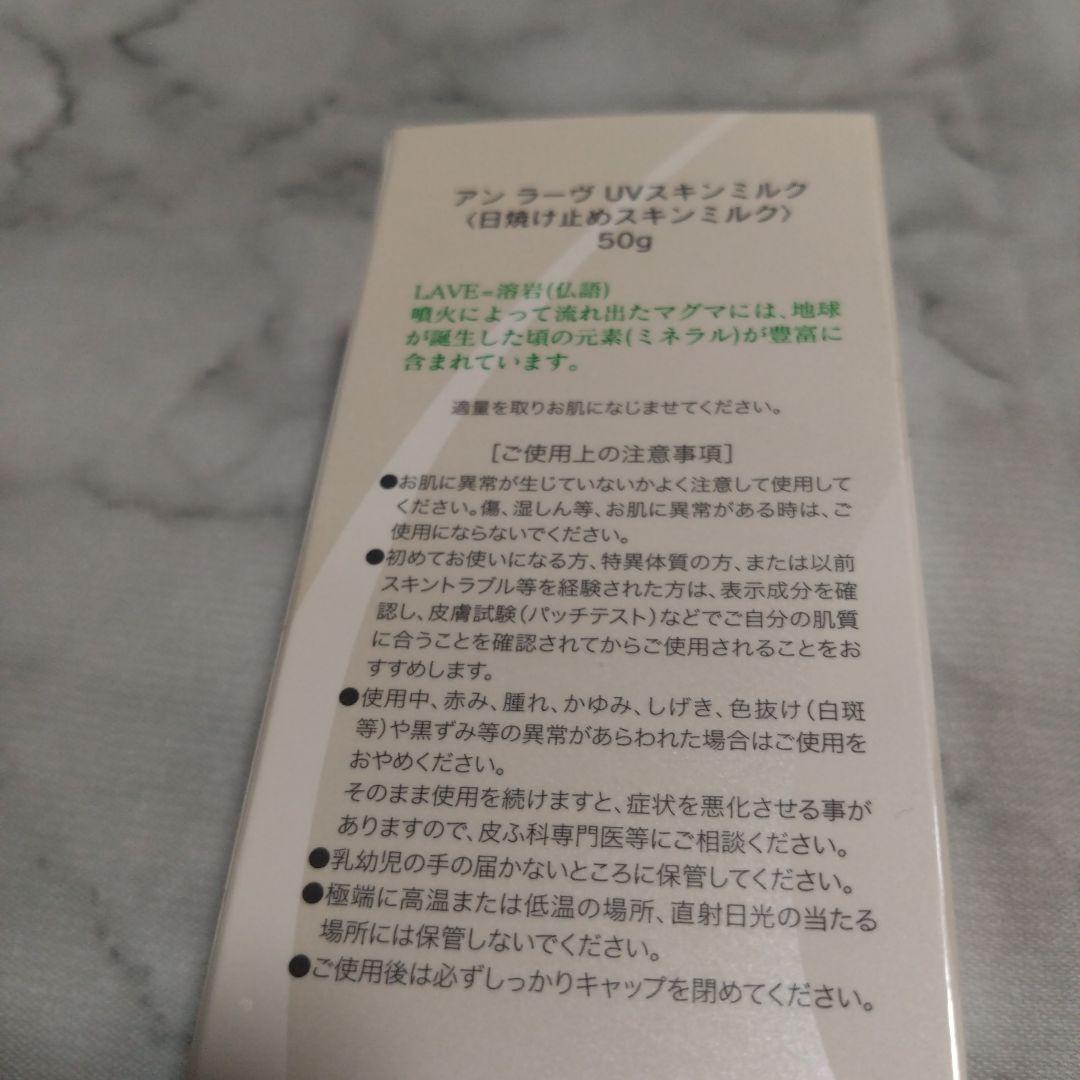 アン ラーヴ UVスキンミルク
〈日焼け止めスキンミルク〉
50g
LAVE=溶岩(仏語)
噴火によって流れ出たマグマには、地球
が誕生した頃の元素(ミネラル)が豊富に
含まれています。
適量を取りお肌になじませてください。
[ご使用上の注意事項]
●お肌に異常が生じていないかよく注意して使用して
ください。傷、湿しん等、お肌に異常がある時は、ご
使用にならないでください。
●初めてお使いになる方、特異体質の方、または以前
スキントラブル等を経験された方は、表示成分を確
認し、皮膚試験(パッチテスト)などでご自分の肌質
に合うことを確認されてからご使用されることをお
すすめします。
●使用中、赤み、腫れ、かゆみ、しげき、色抜け(白斑
等)や黒ずみ等の異常があらわれた場合はご使用を
おやめください。
そのまま使用を続けますと、症状を悪化させる事が
ありますので、皮ふ科専門医等にご相談ください。
●乳幼児の手の届かないところに保管してください。
●極端に高温または低温の場所、直射日光の当たる
場所には保管しないでください。
●ご使用後は必ずしっかりキャップを閉めてください。